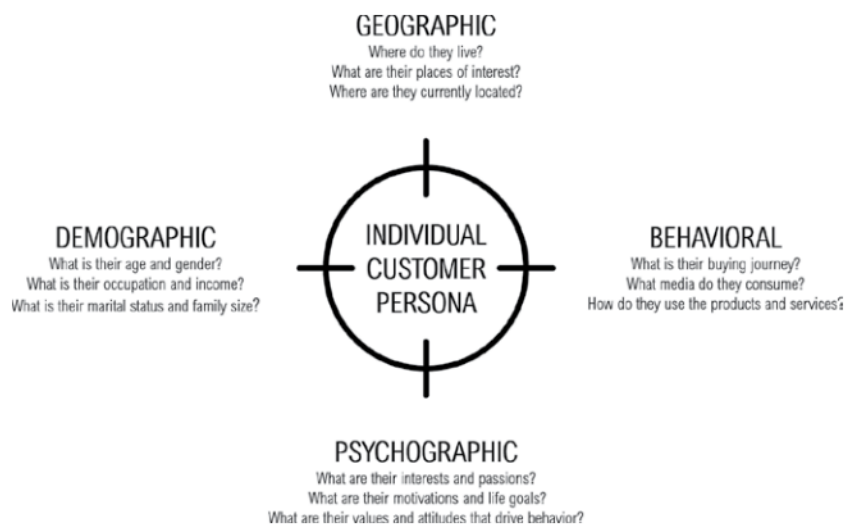 GEOGRAPHIC
Where do they live?
What are their places of interest?
Where are they currently located?
DEMOGRAPHIC
What is their age and gender?
What is their occupation and income?
What is their marital status and family size?
INDIVIDUAL
CUSTOMER
PERSONA
BEHAVIORAL
What is their buying journey?
What media do they consume?
How do they use the products and services?
PSYCHOGRAPHIC
What are their interests and passions?
What are their motivations and life goals?
What are their values and attitudes that drive behavior?